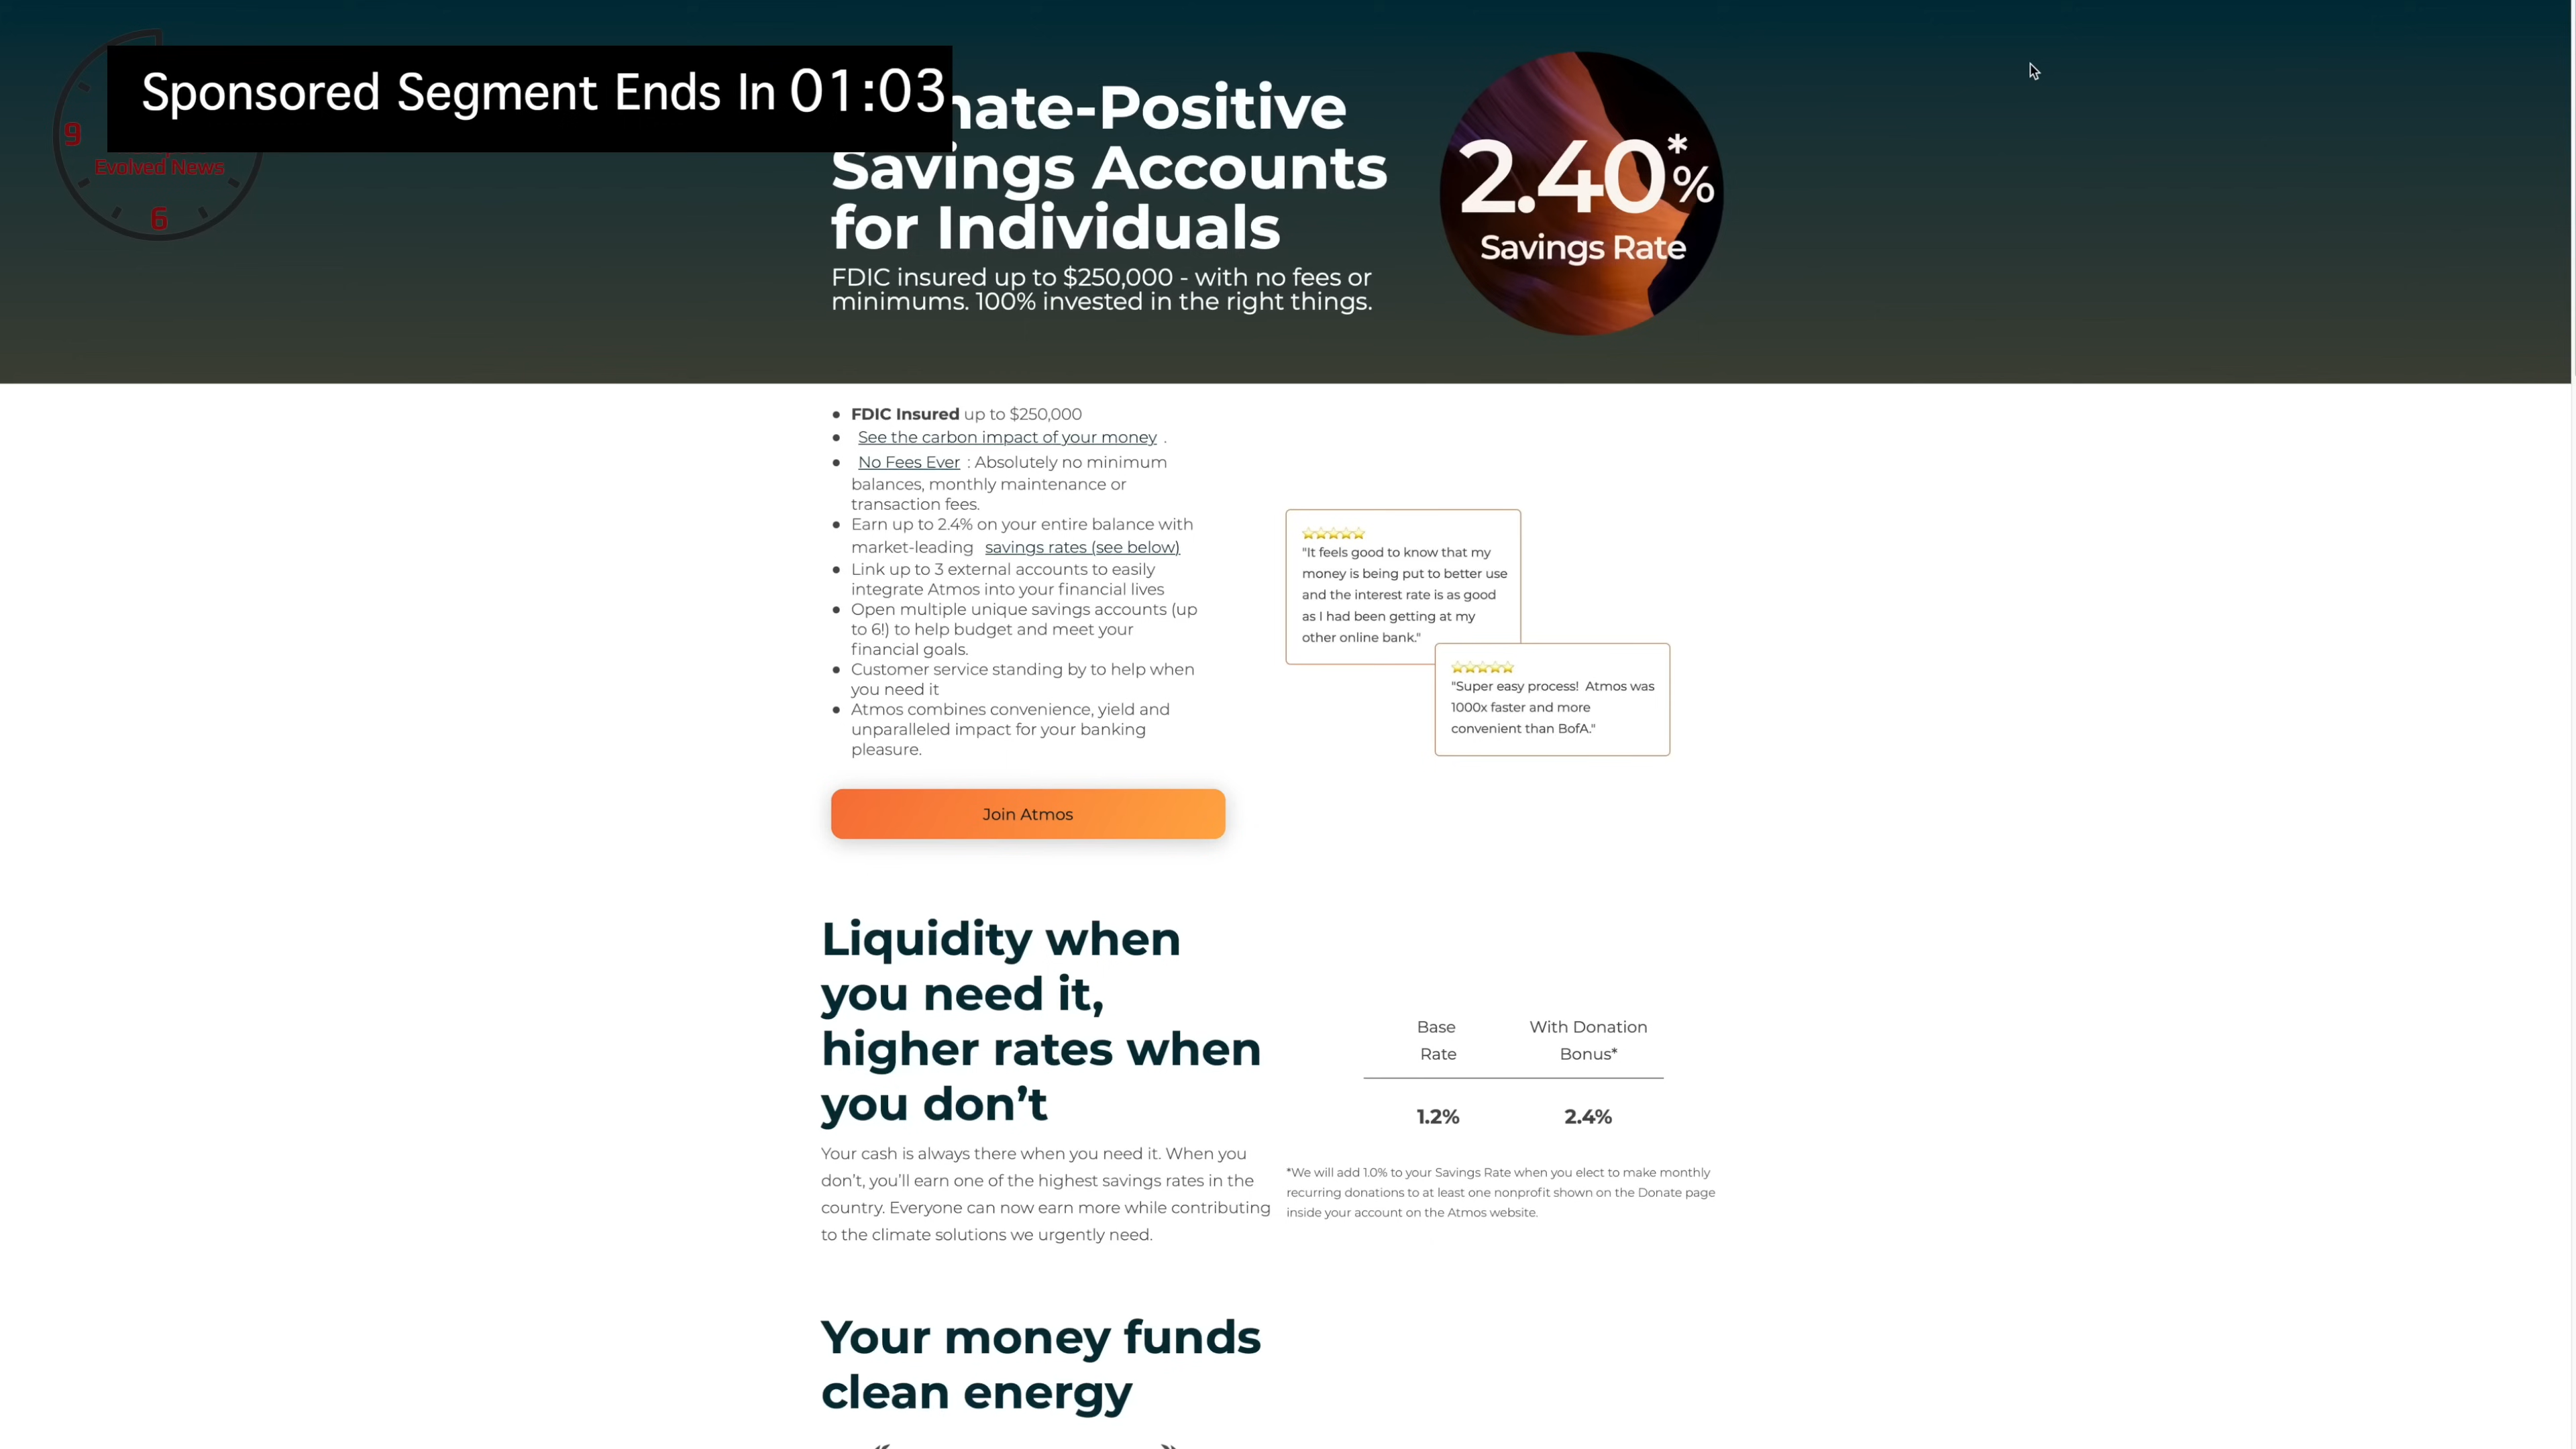 Sponsored Segment Ends In 01:03
9
Evolved News
6
nate-Positive
Savings Accounts
for Individuals
FDIC insured up to $250,000 - with no fees or
minimums. 100% invested in the right things.
2.40*%
Savings Rate
FDIC Insured up to $250,000
See the carbon impact of your money .
No Fees Ever : Absolutely no minimum
balances, monthly maintenance or
transaction fees.
Earn up to 2.4% on your entire balance with
market-leading savings rates (see below)
Link up to 3 external accounts to easily
integrate Atmos into your financial lives
Open multiple unique savings accounts (up
to 6!) to help budget and meet your
financial goals.
Customer service standing by to help when
you need it
Atmos combines convenience, yield and
unparalleled impact for your banking
pleasure.
"It feels good to know that my
money is being put to better use
and the interest rate is as good
as I had been getting at my
other online bank."
"Super easy process! Atmos was
1000x faster and more
convenient than BofA."
Join Atmos
Liquidity when
you need it,
higher rates when
you don’t
Your cash is always there when you need it. When you
don’t, you’ll earn one of the highest savings rates in the
country. Everyone can now earn more while contributing
to the climate solutions we urgently need.
Base
Rate
With Donation
Bonus*
1.2%
2.4%
*We will add 1.0% to your Savings Rate when you elect to make monthly
recurring donations to at least one nonprofit shown on the Donate page
inside your account on the Atmos website.
Your money funds
clean energy